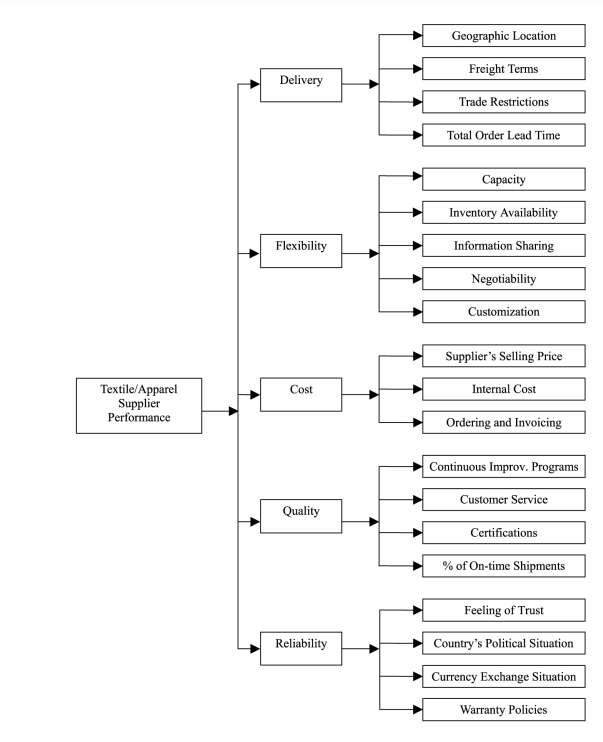 Geographic Location
Delivery
Freight Terms
Trade Restrictions
Total Order Lead Time
Capacity
Inventory Availability
Flexibility
Information Sharing
Negotiability
Customization
Textile/Apparel
Supplier
Performance
Supplier's Selling Price
Cost
Internal Cost
Ordering and Invoicing
Continuous Improv. Programs
Quality
Customer Service
Certifications
% of On-time Shipments
Feeling of Trust
Reliability
Country's Political Situation
Currency Exchange Situation
Warranty Policies